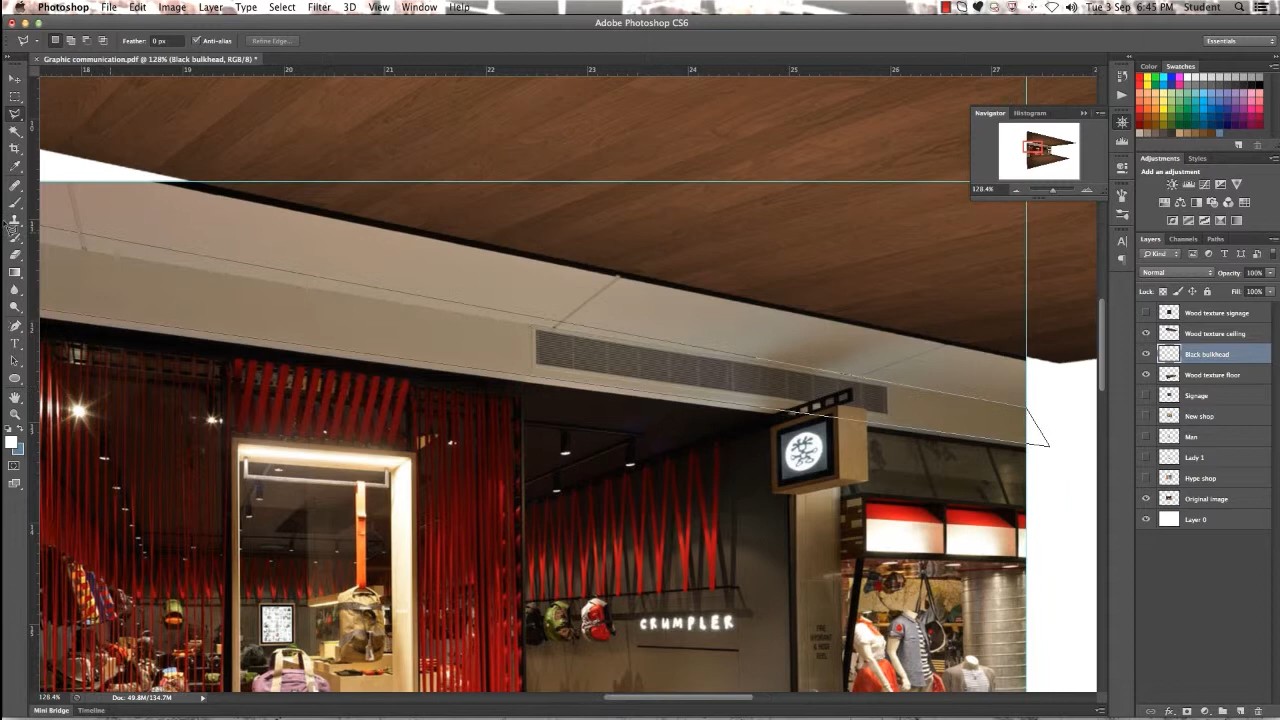 Photoshop File Edit Image Layer Type Select Filter 3D View Window Help
Tue 3 Sep 6:45 PM Student
Adobe Photoshop CS6
Feather: 0 px Anti-alias Refine Edge... Essentials
Graphic communication.pdf @ 128% (Black bulkhead, RGB/8) *
18 19 20 21 22 23 24 25 26 27 2
Color Swatches
Navigator Histogram
128.4%
Adjustments Styles
Add an adjustment
Layers Channels Paths
Kind
Normal Opacity: 100%
Lock: Fill: 100%
Wood texture signage
Wood texture ceiling
Black bulkhead
Wood texture floor
Signage
New shop
Man
Lady 1
Hype shop
Original image
Layer 0
CRUMPLER
FIRE
HYDRANT
& HOSE
REEL
128.4% Doc: 49.8M/134.7M
Mini Bridge Timeline